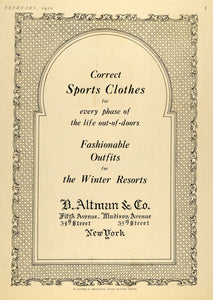 FEBRUARY, 1910
Correct
Sports Clothes
for
every phase of
the life out-of-doors
Fashionable
Outfits
for
the Winter Resorts
B. Altman & Co.
Fifth Avenue. Madison Avenue
34th Street 35th Street
New York